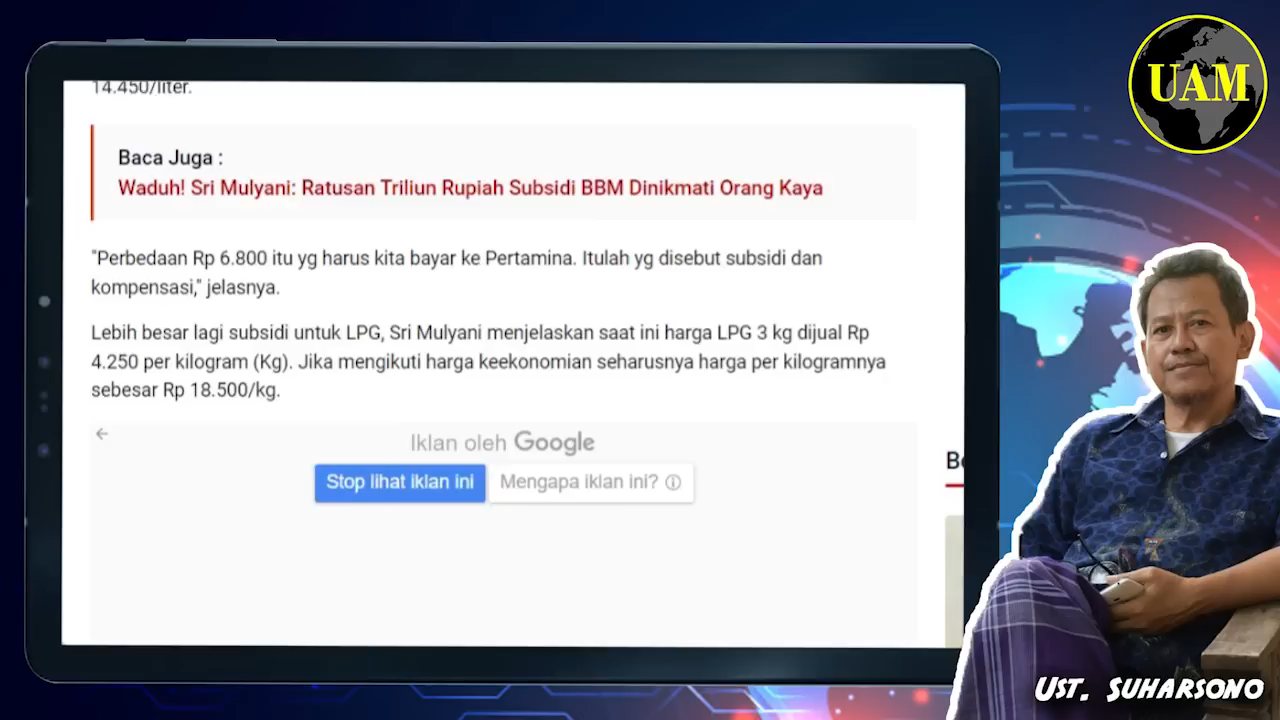 14.450/liter.
Baca Juga :
Waduh! Sri Mulyani: Ratusan Triliun Rupiah Subsidi BBM Dinikmati Orang Kaya
"Perbedaan Rp 6.800 itu yg harus kita bayar ke Pertamina. Itulah yg disebut subsidi dan
kompensasi," jelasnya.
Lebih besar lagi subsidi untuk LPG, Sri Mulyani menjelaskan saat ini harga LPG 3 kg dijual Rp
4.250 per kilogram (Kg). Jika mengikuti harga keekonomian seharusnya harga per kilogramnya
sebesar Rp 18.500/kg.
Iklan oleh Google
Stop lihat iklan ini
Mengapa iklan ini?
UAM
Ust. Suharsono